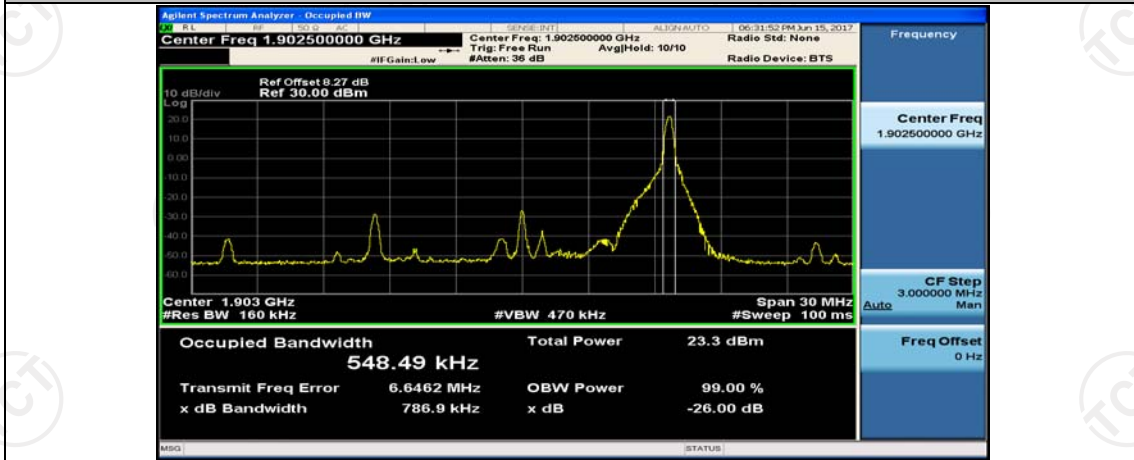 Agilent Spectrum Analyzer - Occupied BW
RL RF 50 Ω AC SENSE:INT ALIGN AUTO 06:31:52 PM Jun 15, 2017
Center Freq 1.902500000 GHz Center Freq: 1.902500000 GHz Radio Std: None Frequency
Trig: Free Run Avg|Hold: 10/10
#IFGain:Low #Atten: 36 dB Radio Device: BTS
Ref Offset 8.27 dB
10 dB/div Ref 30.00 dBm
Log
20.0
10.0
0.00
-10.0
-20.0
-30.0
-40.0
-50.0
-60.0
Center 1.903 GHz Span 30 MHz
#Res BW 160 kHz #VBW 470 kHz #Sweep 100 ms
Occupied Bandwidth Total Power 23.3 dBm
548.49 kHz
Transmit Freq Error 6.6462 MHz OBW Power 99.00 %
x dB Bandwidth 786.9 kHz x dB -26.00 dB
Center Freq
1.902500000 GHz
CF Step
3.000000 MHz
Auto Man
Freq Offset
0 Hz
MSG STATUS
TCT
TCT